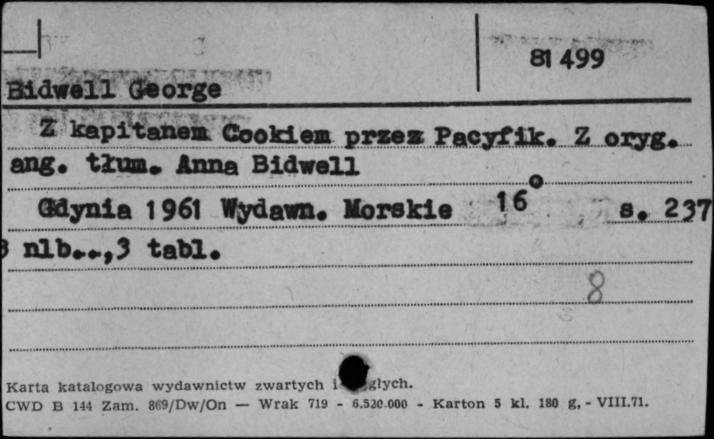 81 499
Bidwell George
Z kapitanem Cookiem przez Pacyfik. Z oryg.
ang. tłum. Anna Bidwell
Gdynia 1961 Wydawn. Morskie 16° s. 237
3 nlb..,3 tabl.
8
Karta katalogowa wydawnictw zwartych i
CWD B 144 Zam. 869/Dw/On — Wrak 719 - 6.520.000 - Karton 5 kl. 180 g, - VIII.71.